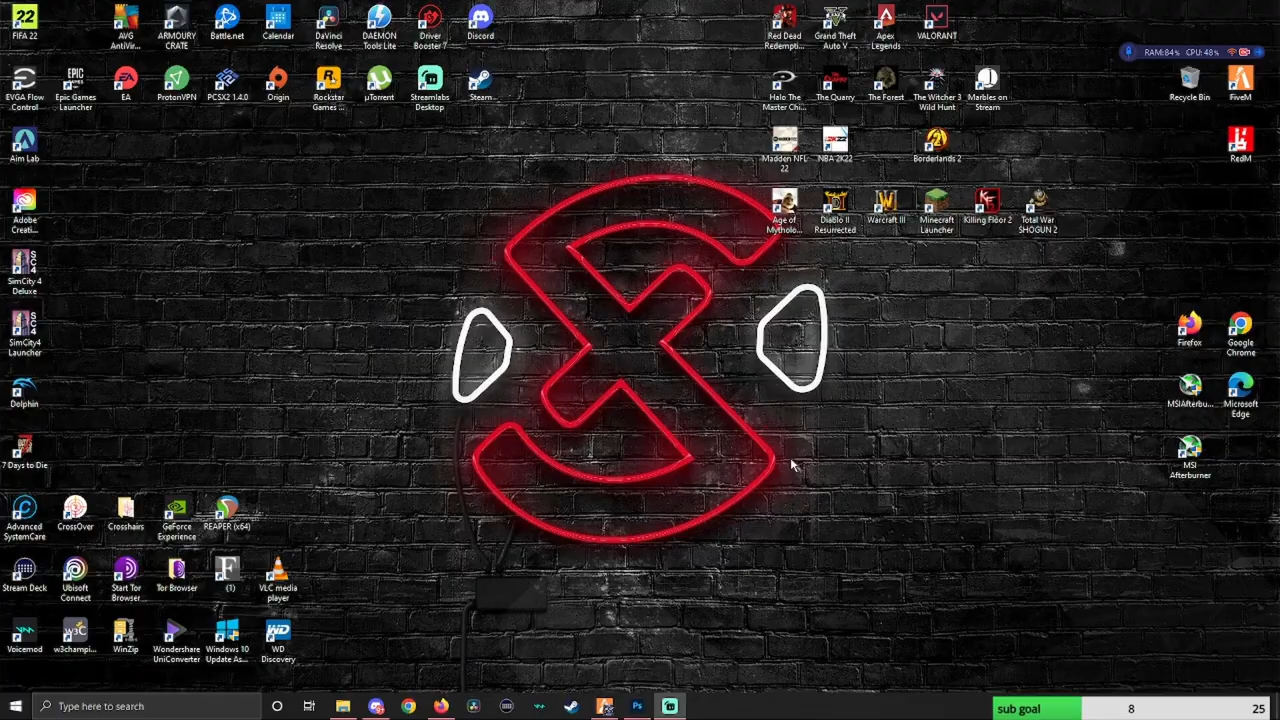 FIFA 22
AVG
AntiVir...
ARMOURY
CRATE
Battle.net
Calendar
DaVinci
Resolve
DAEMON
Tools Lite
Driver
Booster 7
Discord
Red Dead
Redempti...
Grand Theft
Auto V
Apex
Legends
VALORANT
RAM:84% CPU: 48%
EVGA Flow
Control
EPIC
GAMES
Epic Games
Launcher
EA
ProtonVPN
PCSX2 1.4.0
Origin
Rockstar
Games ...
µTorrent
Streamlabs
Desktop
Steam
Halo The
Master Chi...
The Quarry
The Forest
The Witcher 3
Wild Hunt
Marbles on
Stream
Recycle Bin
FiveM
Aim Lab
Madden NFL
22
NBA 2K22
Borderlands 2
RedM
Adobe
Creati...
Age of
Mytholo...
Diablo II
Resurrected
Warcraft III
Minecraft
Launcher
Killing Floor 2
Total War
SHOGUN 2
SimCity 4
Deluxe
SimCity4
Launcher
Firefox
Google
Chrome
Dolphin
MSIAfterbu...
Microsoft
Edge
7 Days to Die
MSI
Afterburner
Advanced
SystemCare
CrossOver
Crosshairs
GeForce
Experience
REAPER (x64)
Stream Deck
Ubisoft
Connect
Start Tor
Browser
Tor Browser
(1)
VLC media
player
Voicemod
w3c
w3champi...
WinZip
Wondershare
UniConverter
Windows 10
Update As...
WD
WD
Discovery
Type here to search
Ps
sub goal 8 25